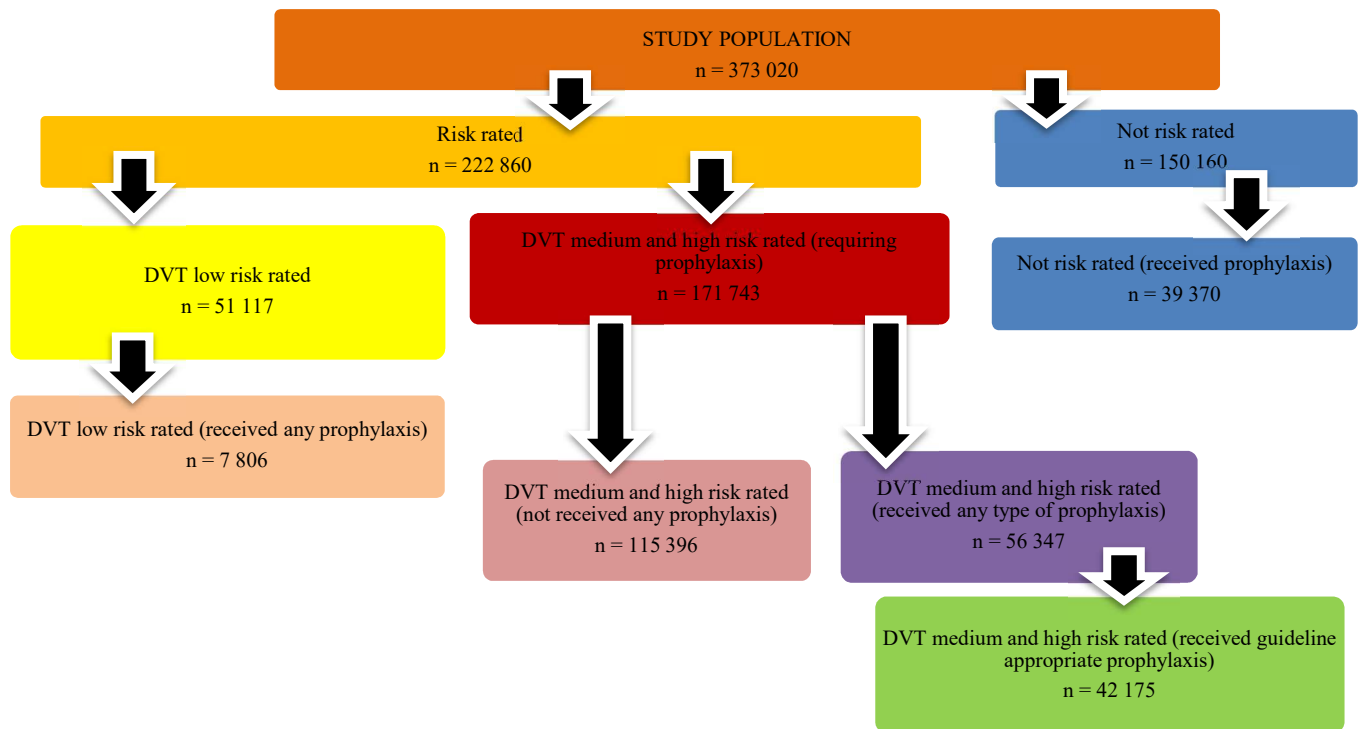 STUDY POPULATION
n = 373 020
Risk rated
n = 222 860
Not risk rated
n = 150 160
DVT low risk rated
n = 51 117
DVT medium and high risk rated (requiring
prophylaxis)
n = 171 743
Not risk rated (received prophylaxis)
n = 39 370
DVT low risk rated (received any prophylaxis)
n = 7 806
DVT medium and high risk rated
(not received any prophylaxis)
n = 115 396
DVT medium and high risk rated
(received any type of prophylaxis)
n = 56 347
DVT medium and high risk rated (received guideline
appropriate prophylaxis)
n = 42 175